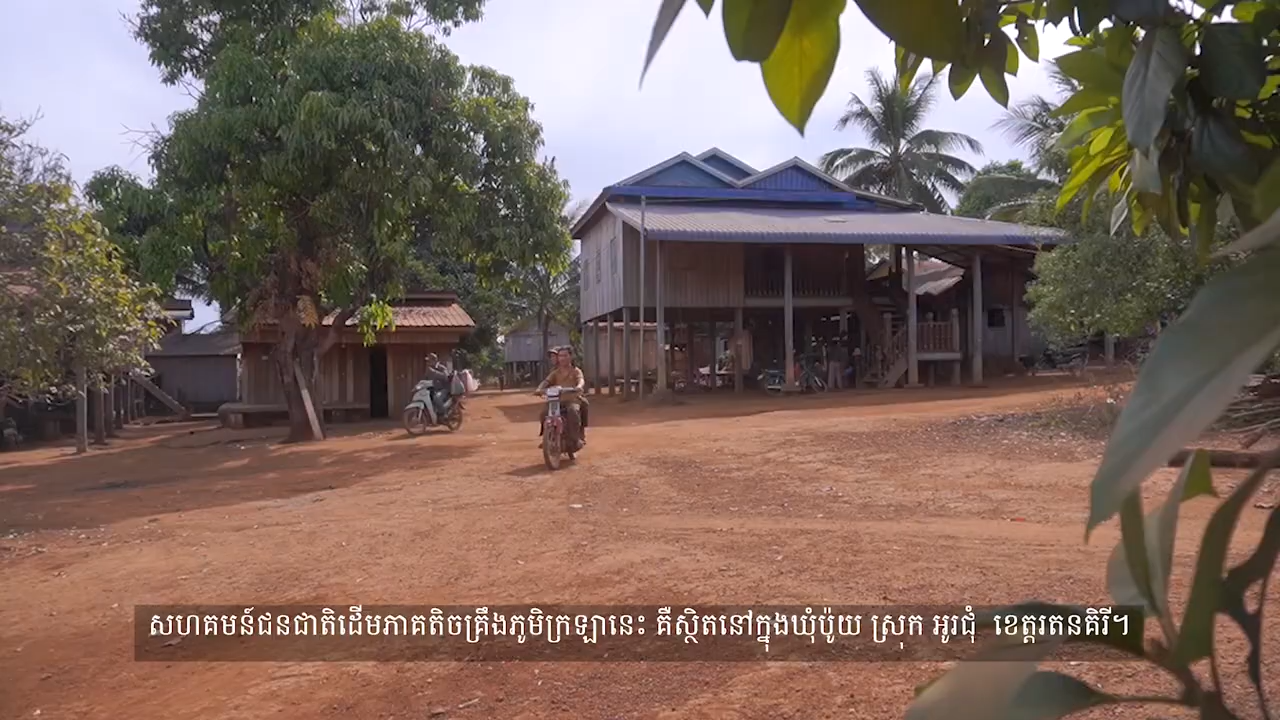 សហគមន៍ជនជាតិដើមភាគតិចគ្រឹងភូមិក្រឡានេះ គឺស្ថិតនៅក្នុងឃុំប៉ូយ ស្រុក អូរជុំ  ខេត្តរតនគិរី។